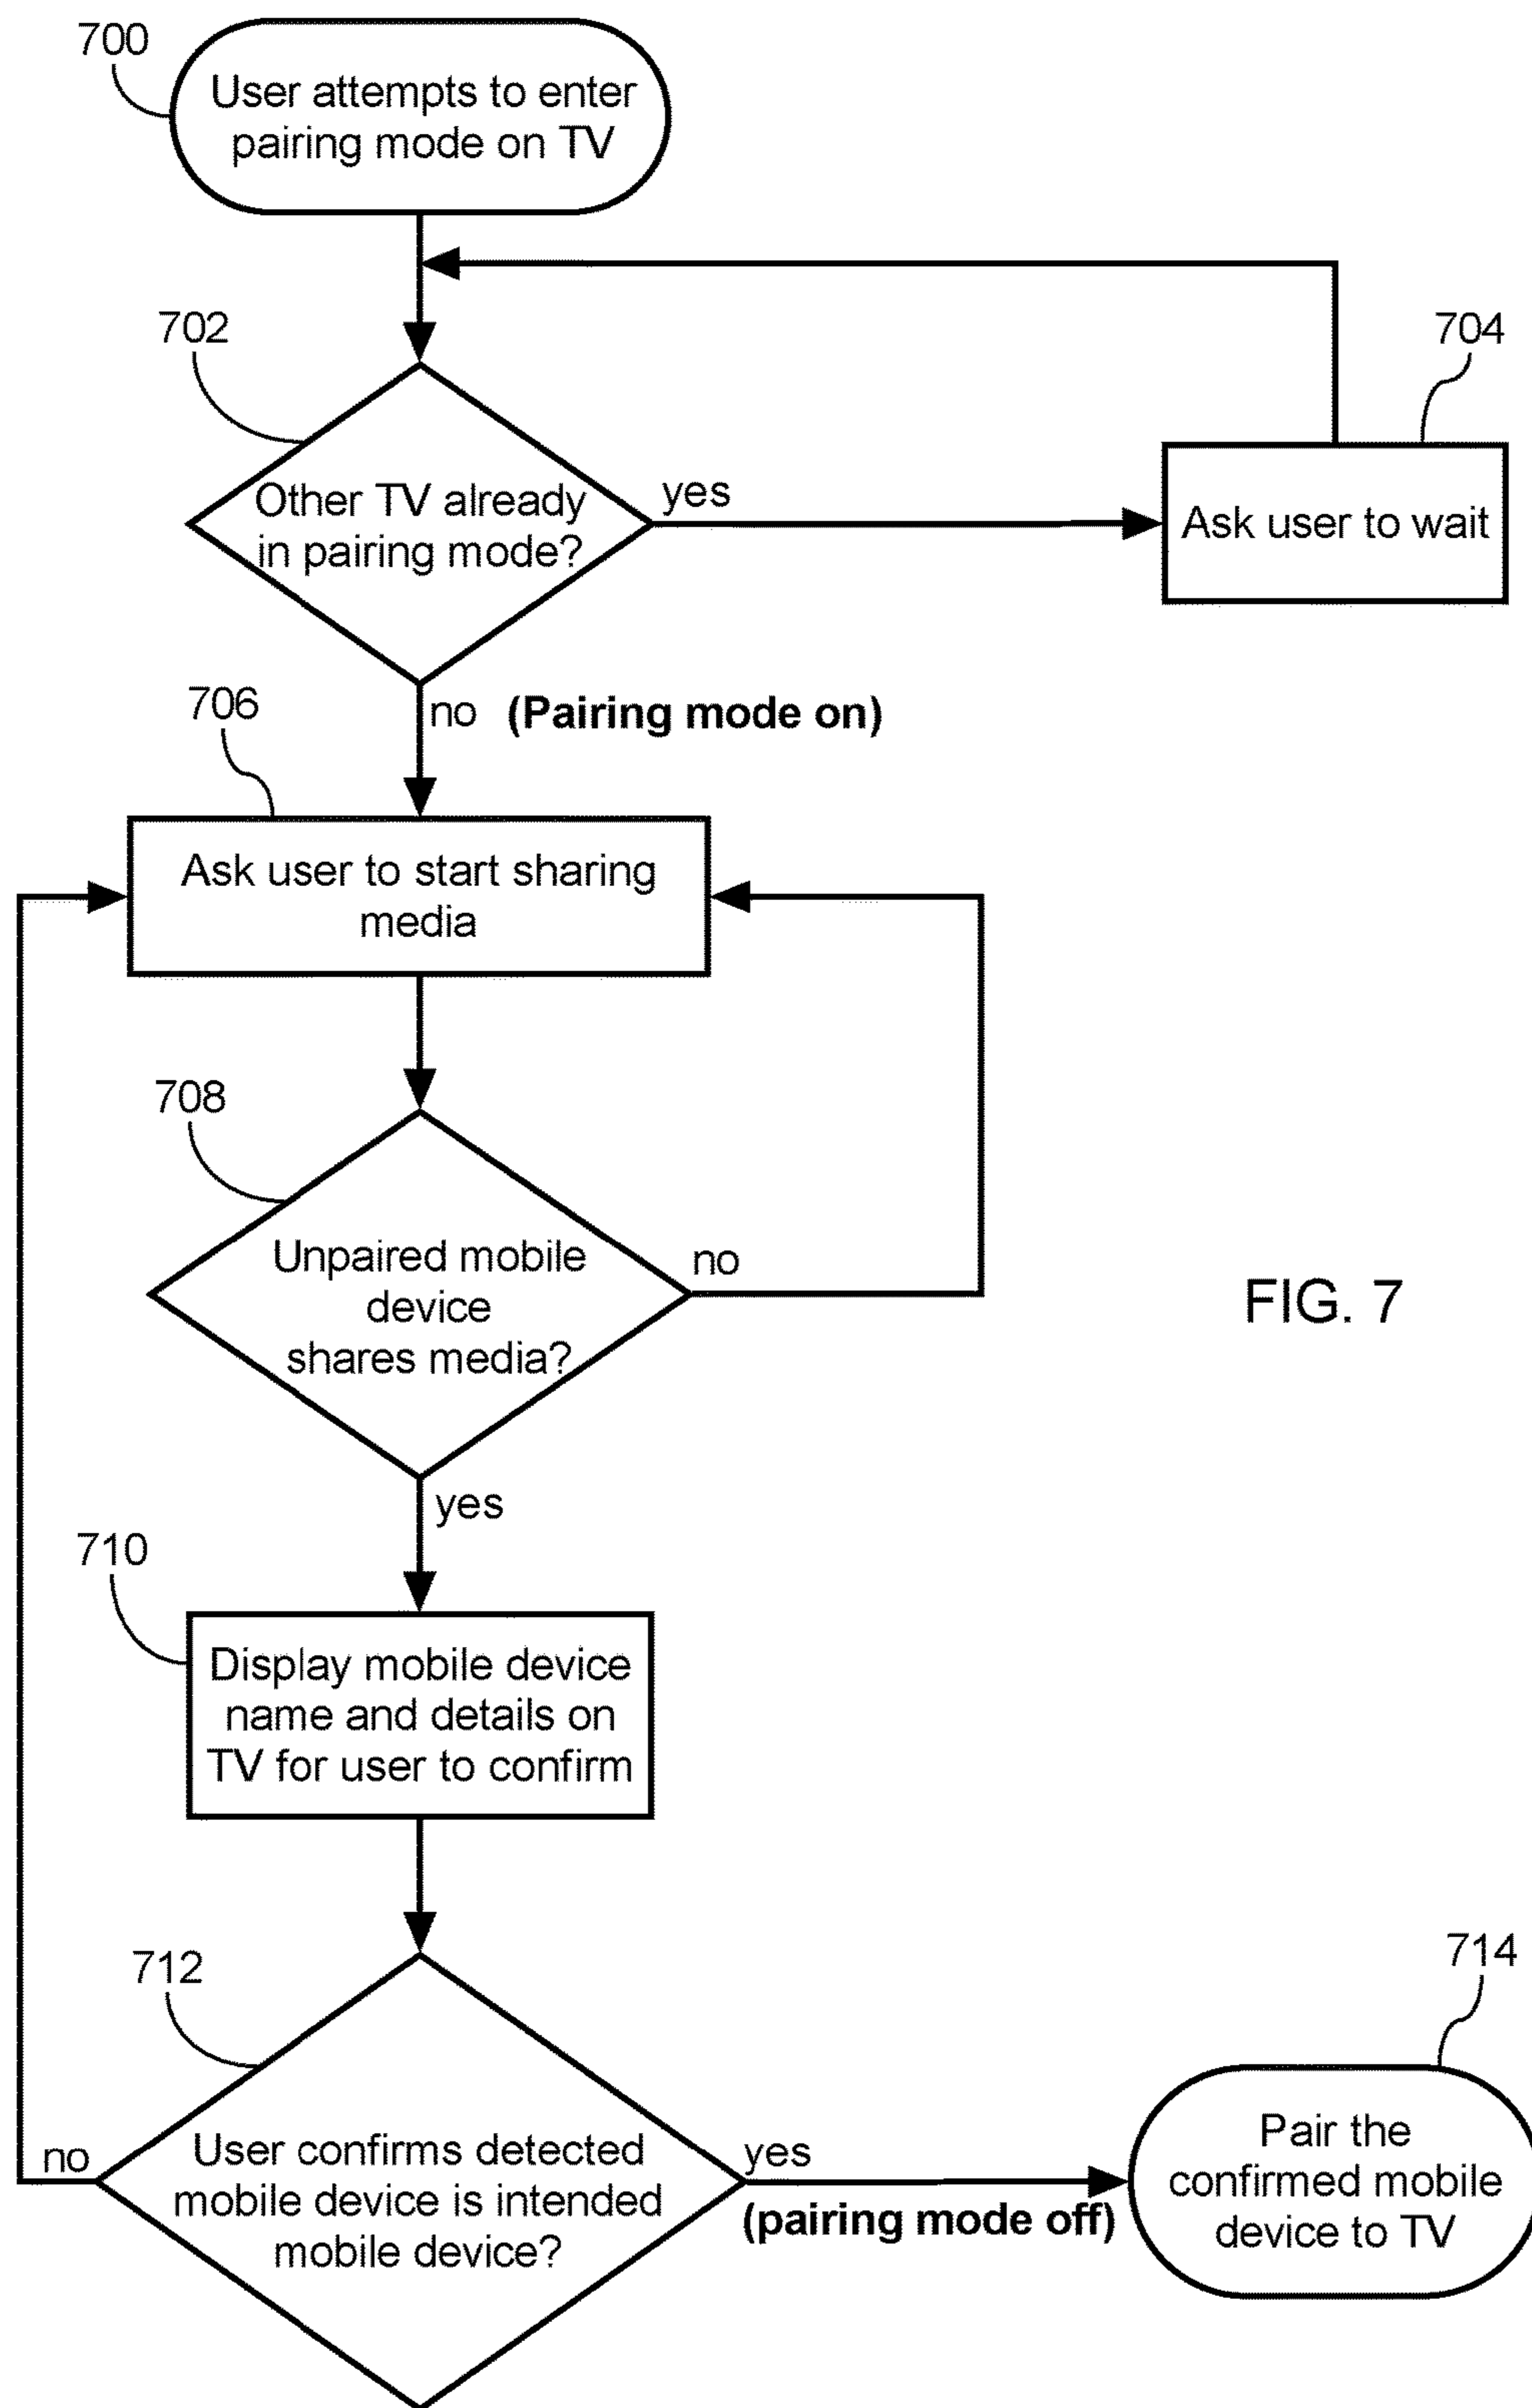 700
User attempts to enter
pairing mode on TV
702
704
Other TV already
in pairing mode?
yes
Ask user to wait
706
no (Pairing mode on)
Ask user to start sharing
media
708
Unpaired mobile
device
shares media?
no
FIG. 7
yes
710
Display mobile device
name and details on
TV for user to confirm
712
714
no
User confirms detected
mobile device is intended
mobile device?
yes
(pairing mode off)
Pair the
confirmed mobile
device to TV